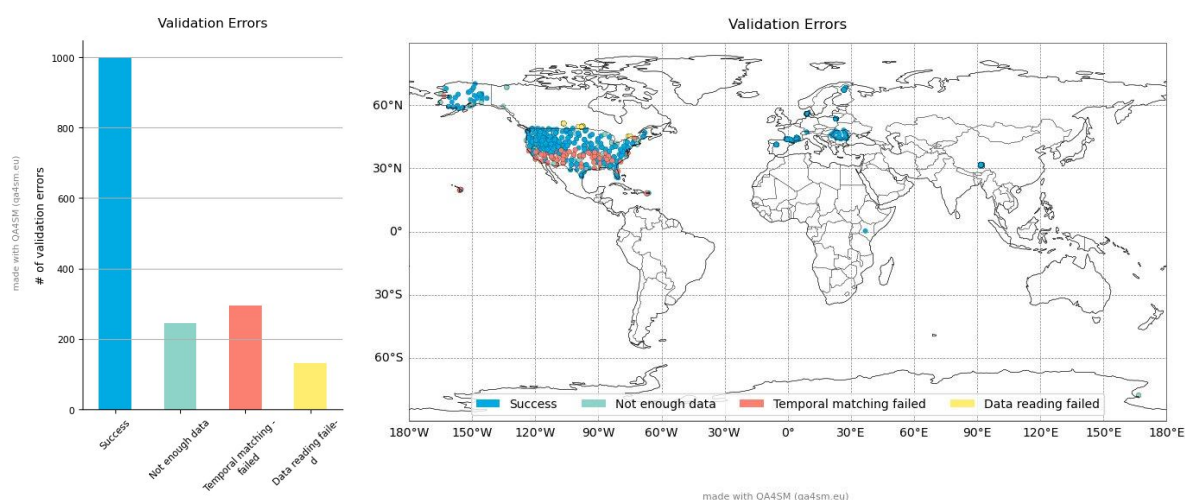 Validation Errors
1000
800
600
400
200
0
# of validation errors
made with QA4SM (qa4sm.eu)
Success
Not enough data
Temporal matching -
failed
Data reading faile-
d
Validation Errors
60°N
30°N
0°
30°S
60°S
Success Not enough data Temporal matching failed Data reading failed
180°W 150°W 120°W 90°W 60°W 30°W 0° 30°E 60°E 90°E 120°E 150°E 180°E
made with QA4SM (qa4sm.eu)